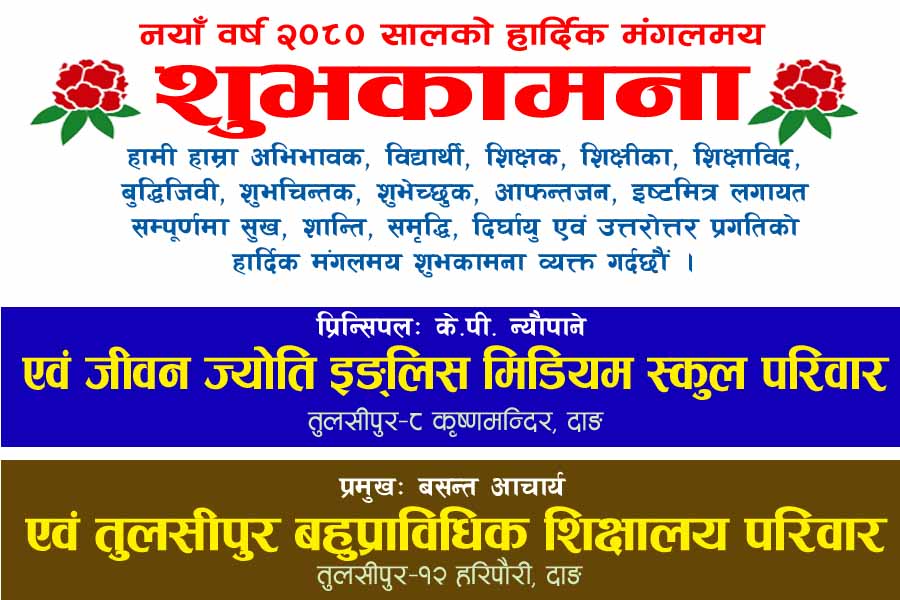 नयाँ वर्ष २०८० सालको हार्दिक मंगलमय
शुभकामना
हामी हाम्रा अभिभावक, विद्यार्थी, शिक्षक, शिक्षीका, शिक्षाविद,
बुद्धिजिवी, शुभचिन्तक, शुभेच्छुक, आफन्तजन, इष्टमित्र लगायत
सम्पूर्णमा सुख, शान्ति, समृद्धि, दिर्घायु एवं उत्तरोत्तर प्रगतिको
हार्दिक मंगलमय शुभकामना व्यक्त गर्दछौं ।
प्रिन्सिपलः के.पी. न्यौपाने
एवं जीवन ज्योति इङ्लिस मिडियम स्कुल परिवार
तुलसीपुर-८ कृष्णमन्दिर, दाङ
प्रमुखः बसन्त आचार्य
एवं तुलसीपुर बहुप्राविधिक शिक्षालय परिवार
तुलसीपुर-१२ हरिपौरी, दाङ